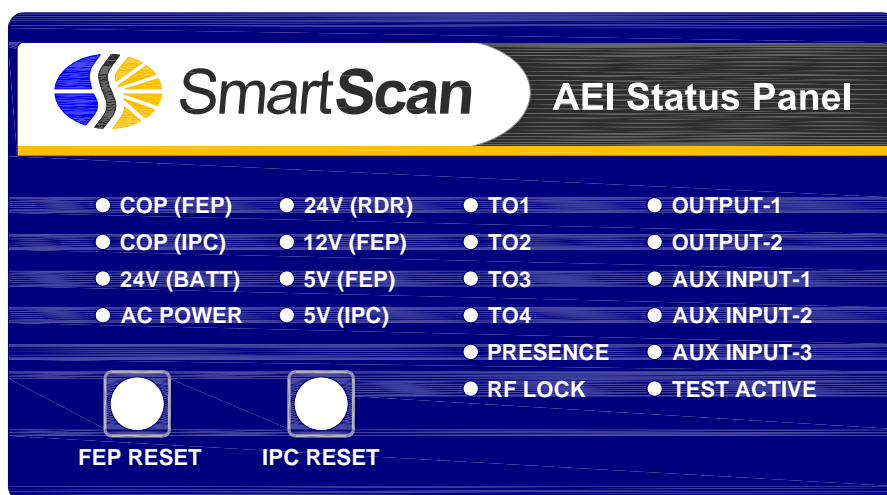 SmartScan AEI Status Panel
COP (FEP) 24V (RDR) TO1 OUTPUT-1
COP (IPC) 12V (FEP) TO2 OUTPUT-2
24V (BATT) 5V (FEP) TO3 AUX INPUT-1
AC POWER 5V (IPC) TO4 AUX INPUT-2
PRESENCE AUX INPUT-3
RF LOCK TEST ACTIVE
FEP RESET IPC RESET